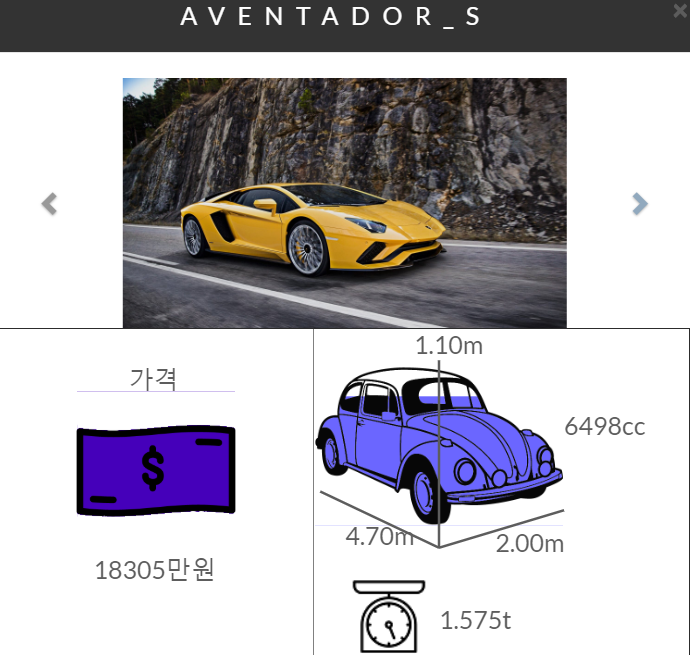 AVENTADOR_S
×
가격
$
18305만원
1.10m
6498cc
4.70m
2.00m
1.575t